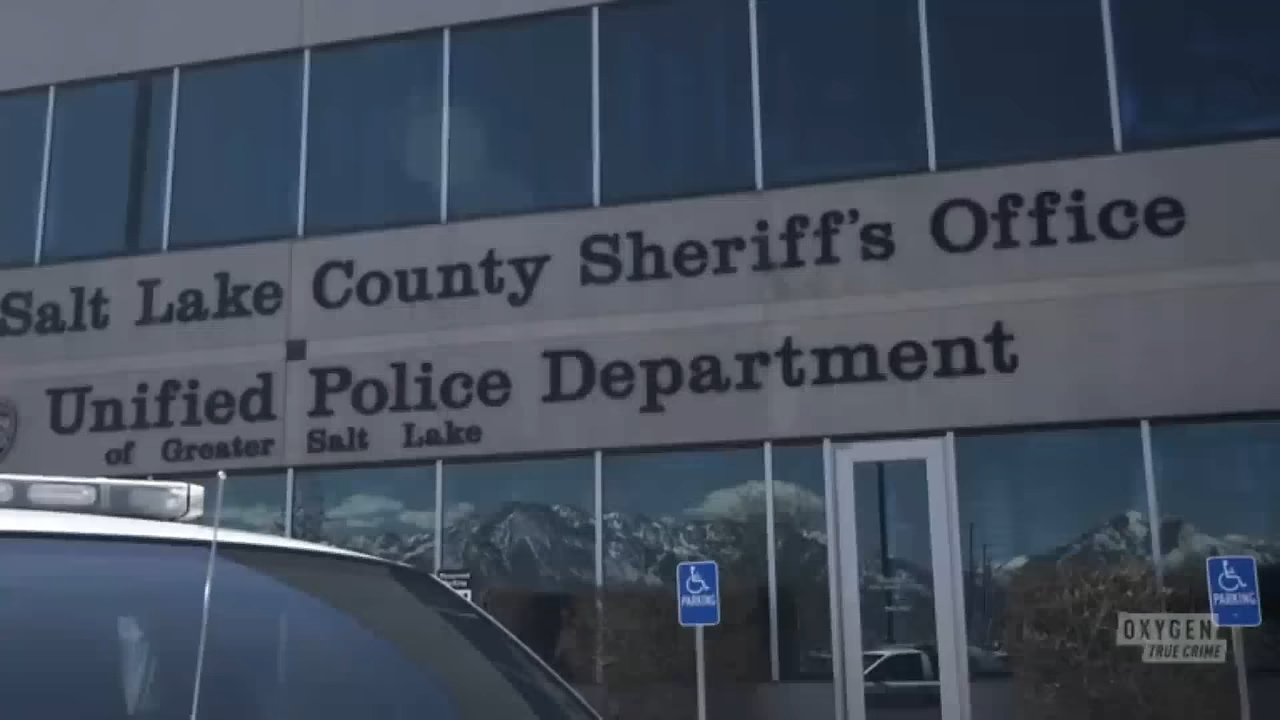 Salt Lake County Sheriff's Office
Unified Police Department
of Greater Salt Lake
PARKING
PARKING
OXYGEN
TRUE CRIME